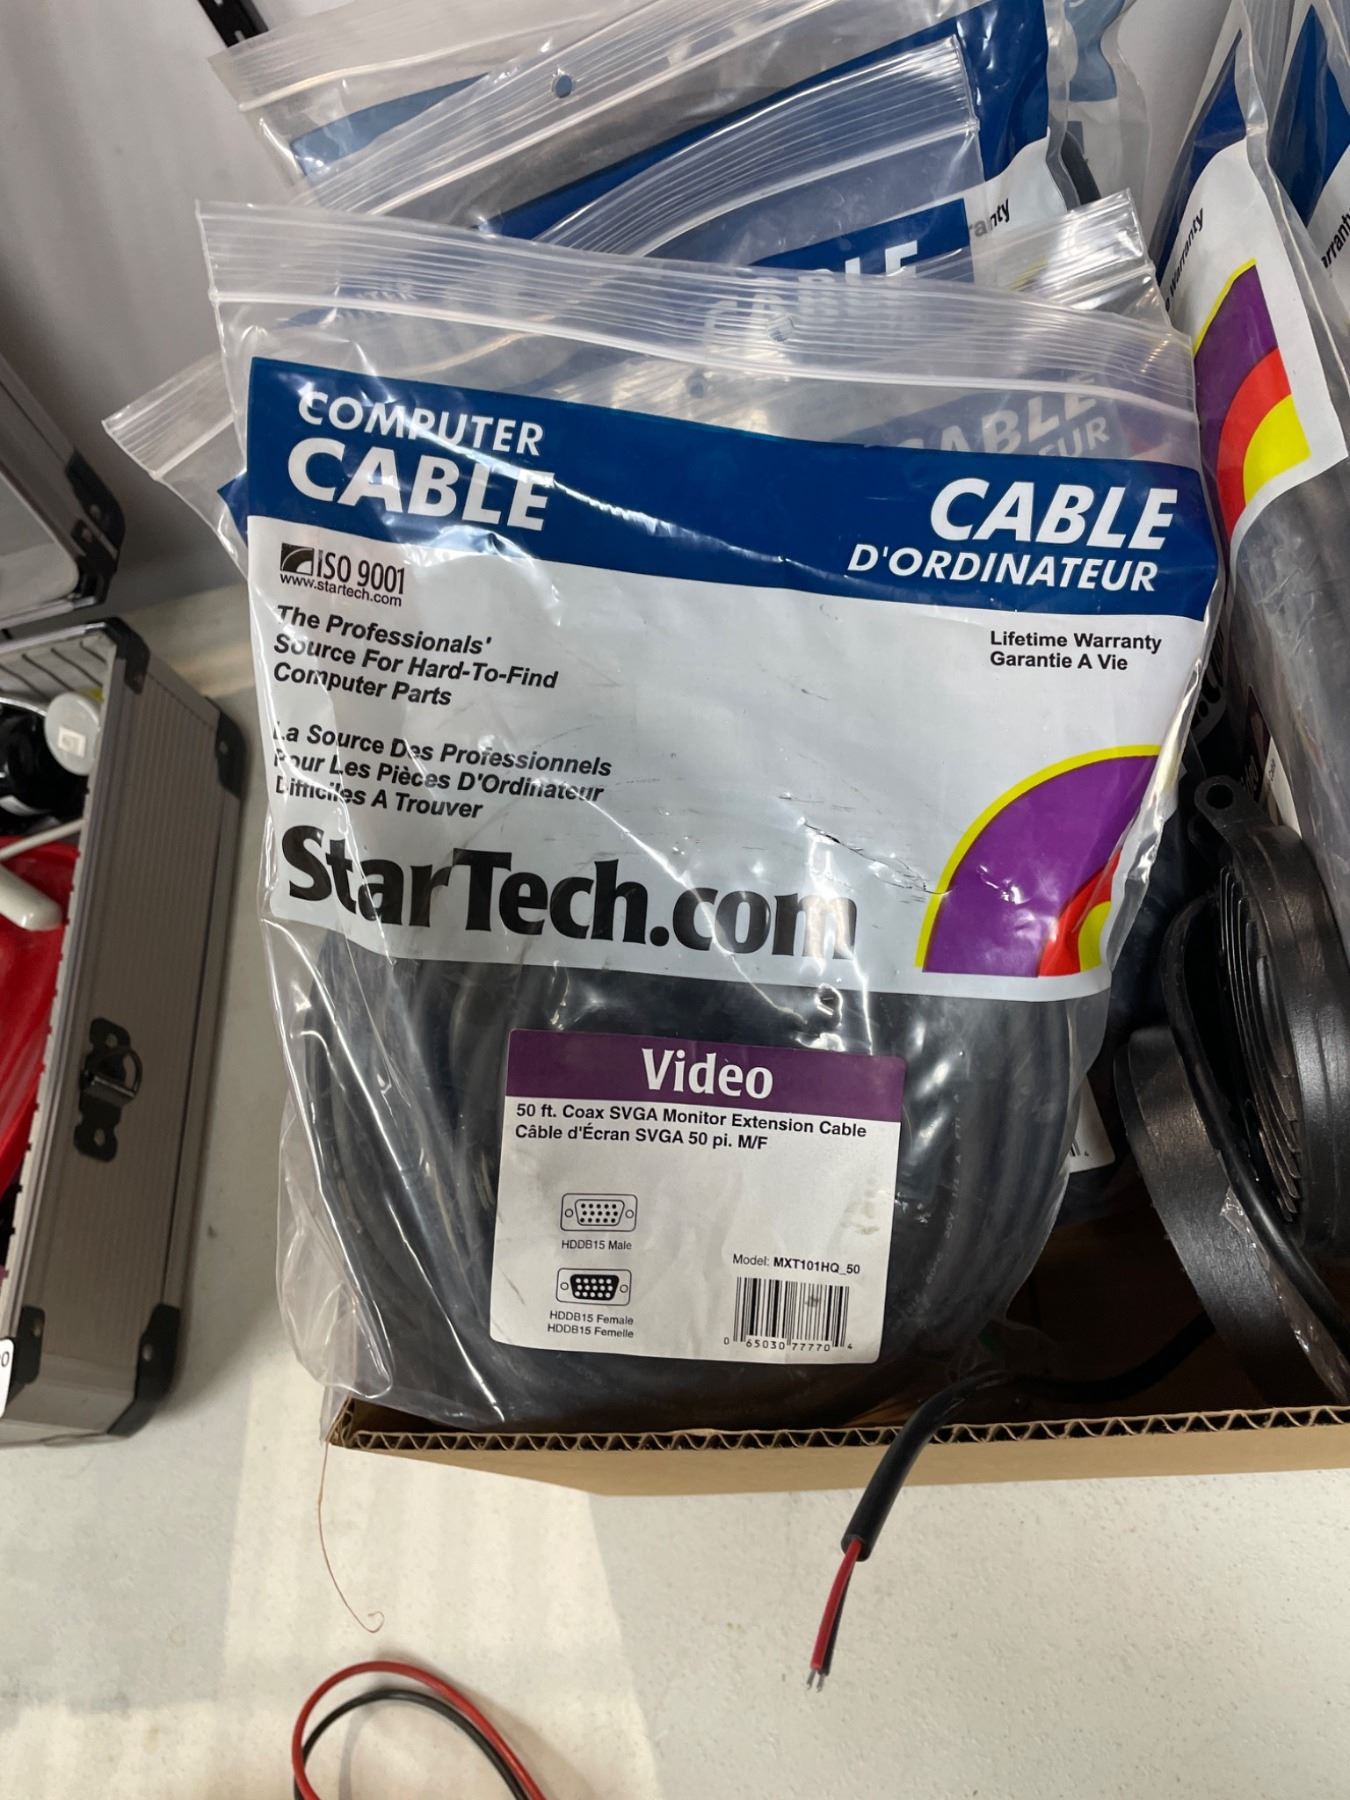 COMPUTER
CABLE
CABLE
D'ORDINATEUR
ISO 9001
www.startech.com
The Professionals'
Source For Hard-To-Find
Computer Parts
Lifetime Warranty
Garantie A Vie
La Source Des Professionnels
Pour Les Pièces D'Ordinateur
Difficiles A Trouver
StarTech.com
Video
50 ft. Coax SVGA Monitor Extension Cable
Câble d'Écran SVGA 50 pi. M/F
HDDB15 Male
HDDB15 Female
HDDB15 Femelle
Model: MXT101HQ_50
0 65030 77770 4
CABLE
CABLE
Warranty